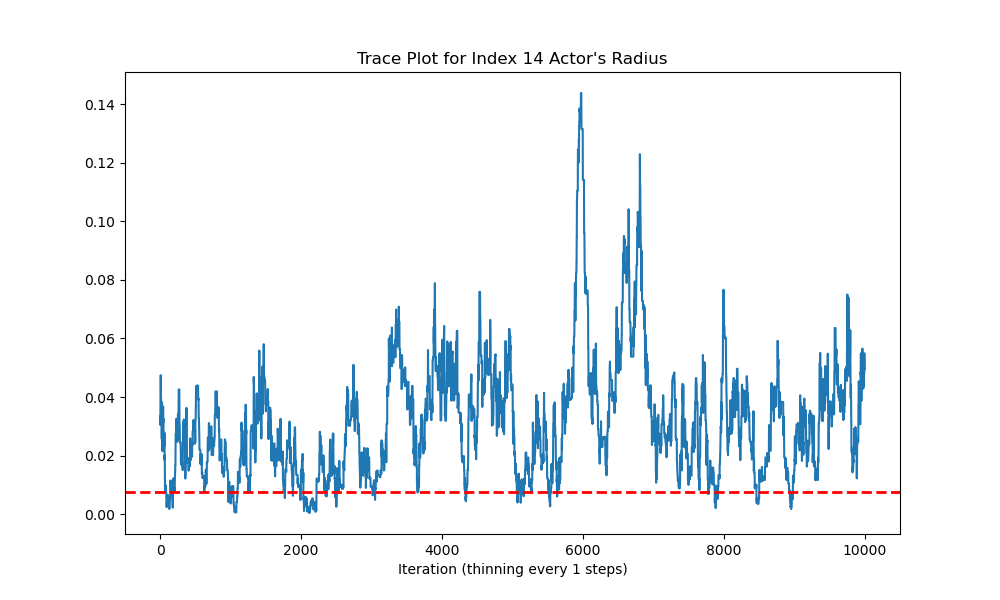 Trace Plot for Index 14 Actor's Radius
0.14
0.12
0.10
0.08
0.06
0.04
0.02
0.00
0 2000 4000 6000 8000 10000
Iteration (thinning every 1 steps)